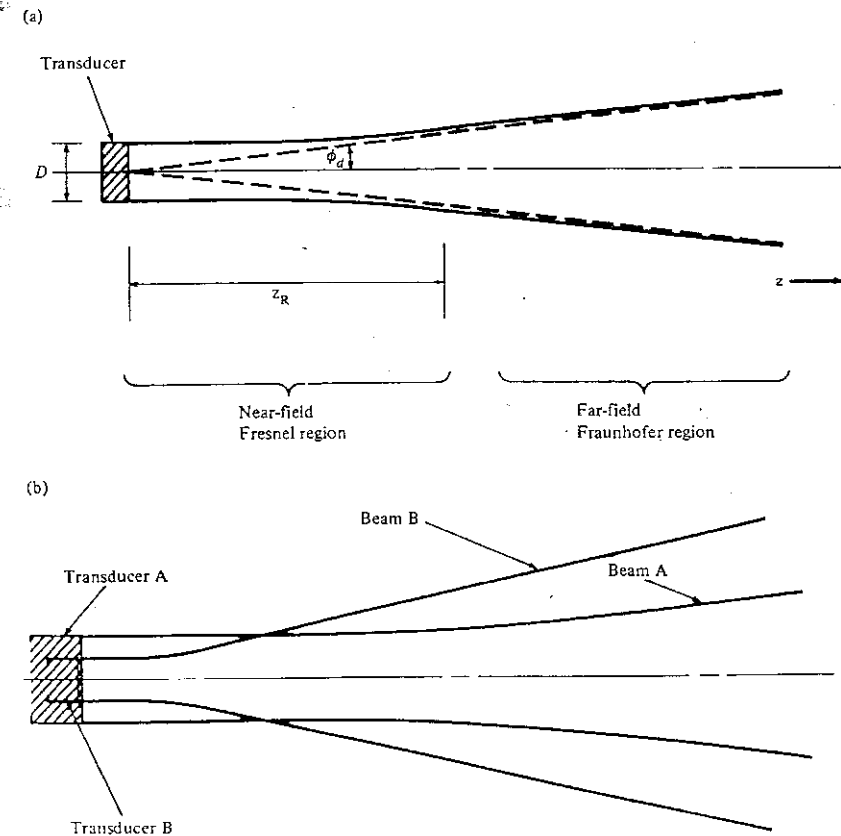 (a)
Transducer
D
ϕd
zR
z
Near-field
Fresnel region
Far-field
Fraunhofer region
(b)
Beam B
Transducer A
Beam A
Transducer B